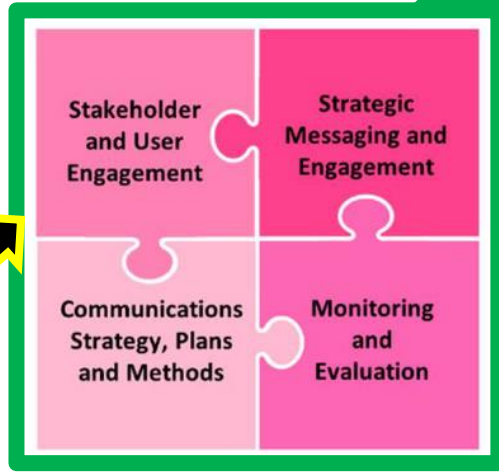 Stakeholder
and User
Engagement
Strategic
Messaging and
Engagement
Communications
Strategy, Plans
and Methods
Monitoring
and
Evaluation